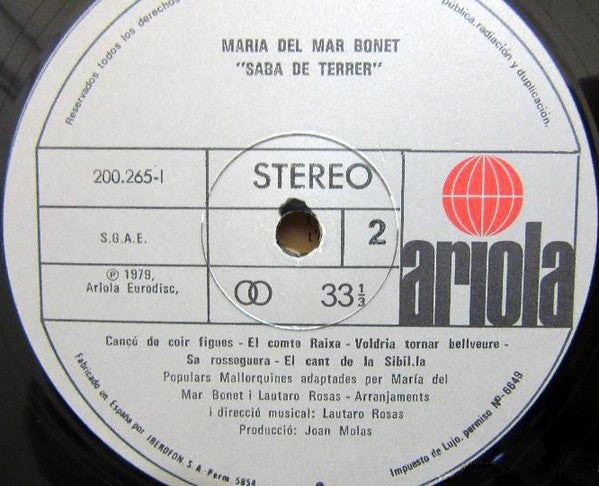 Reservados todos los derechos
publica, radiación y duplicación.
MARIA DEL MAR BONET
"SABA DE TERRER"
200.265-I
STEREO
S.G.A.E.
2
℗ 1979,
Ariola Eurodisc,
33⅓
ariola
Cancó de coir figues - El comte Raixa - Voldria tornar bellveure -
Sa rosseguera - El cant de la Sibil.la
Populars Mallorquines adaptades per María del
Mar Bonet i Lautaro Rosas - Arranjaments
i direcció musical: Lautaro Rosas
Producció: Joan Molas
Fabricado en España por IBEROFON, S. A. - Perm 5854
Impuesto de Lujo, permiso Nº-6649